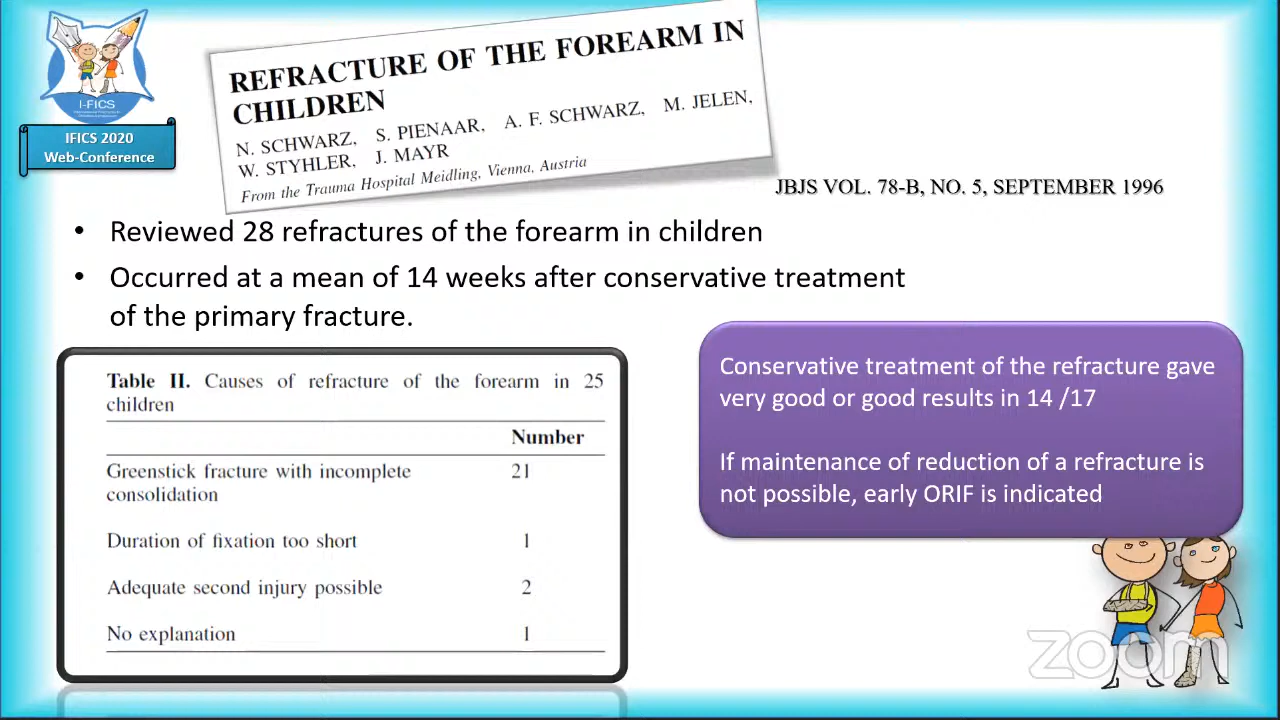 I-FICS
IFICS 2020
Web-Conference
REFRACTURE OF THE FOREARM IN
CHILDREN
N. SCHWARZ, S. PIENAAR, A. F. SCHWARZ, M. JELEN,
W. STYHLER, J. MAYR
From the Trauma Hospital Meidling, Vienna, Austria
JBJS VOL. 78-B, NO. 5, SEPTEMBER 1996
• Reviewed 28 refractures of the forearm in children
• Occurred at a mean of 14 weeks after conservative treatment
of the primary fracture.
Table II. Causes of refracture of the forearm in 25
children
Number
Greenstick fracture with incomplete 21
consolidation
Duration of fixation too short 1
Adequate second injury possible 2
No explanation 1
Conservative treatment of the refracture gave
very good or good results in 14 /17
If maintenance of reduction of a refracture is
not possible, early ORIF is indicated
zoom